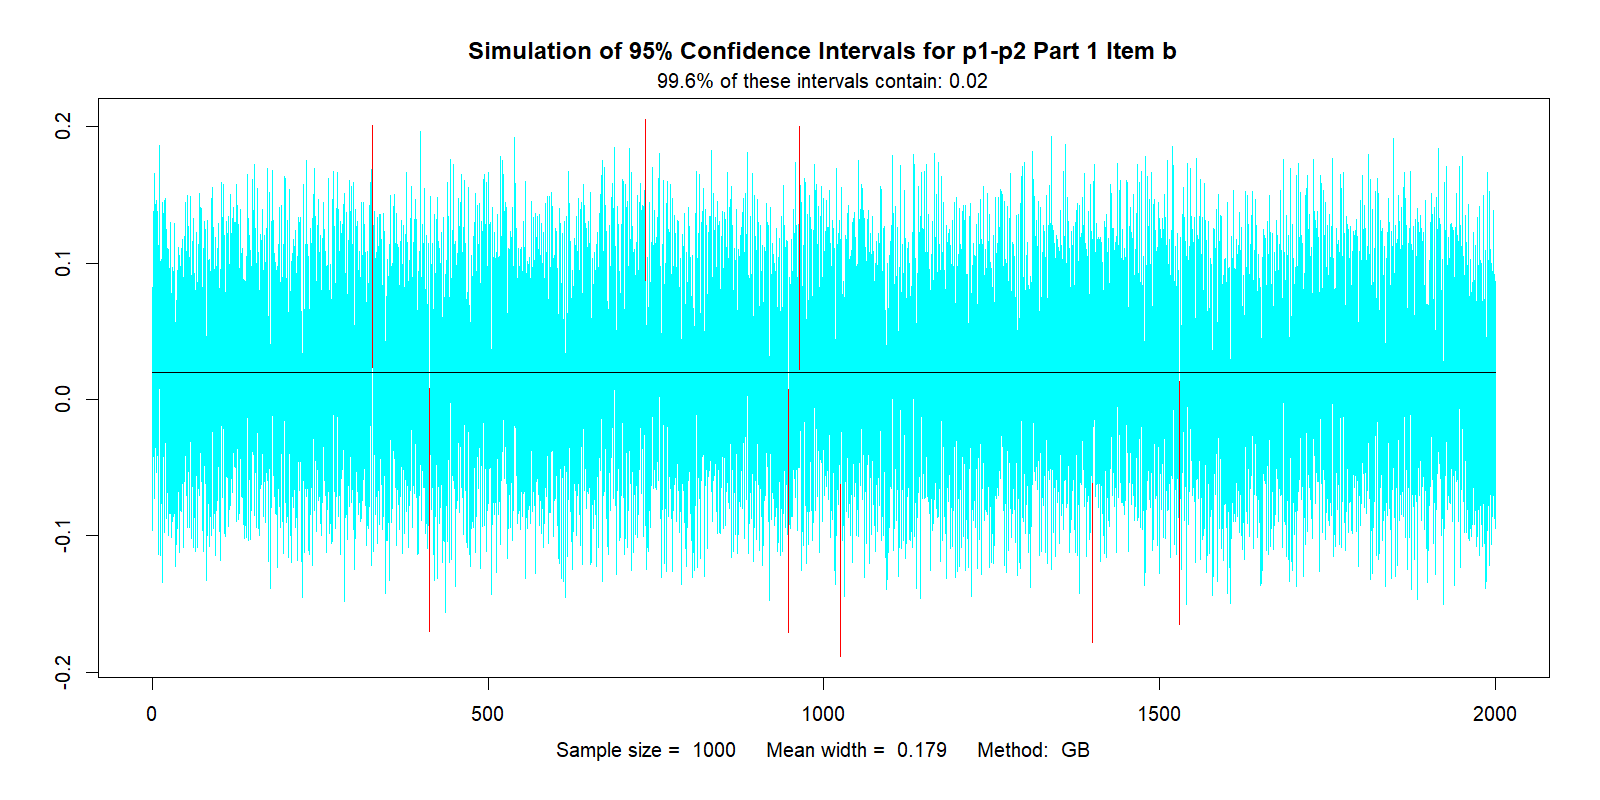 Simulation of 95% Confidence Intervals for p1-p2 Part 1 Item b
99.6% of these intervals contain: 0.02
0.2
0.1
0.0
-0.1
-0.2
0 500 1000 1500 2000
Sample size = 1000 Mean width = 0.179 Method: GB